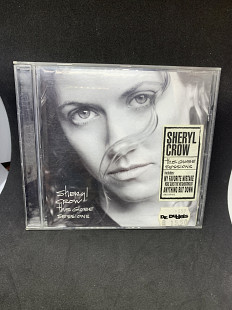 sheryl
crow
the globe
sessions
SHERYL
CROW
the globe
sessions
MY FAVORITE MISTAKE
ANYTHING BUT DOWN